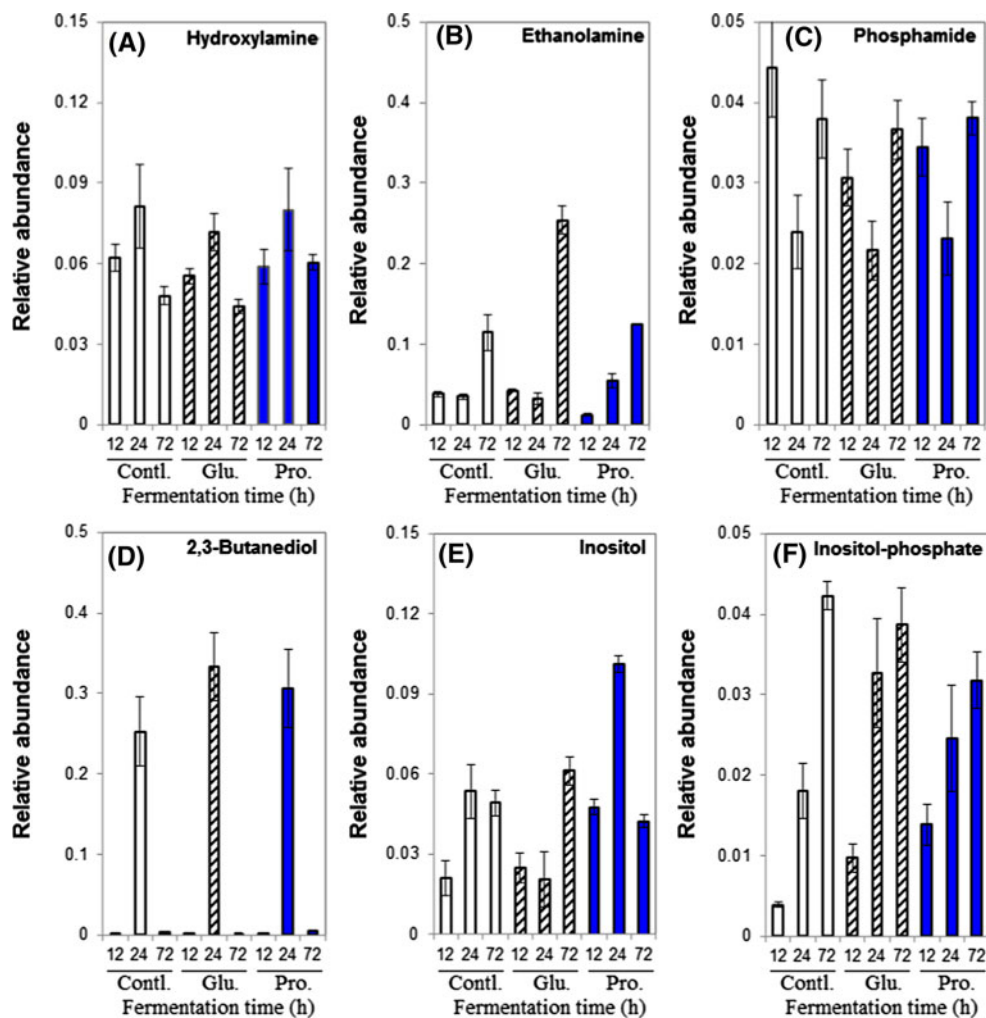 (A) Hydroxylamine
0.15
0.12
0.09
0.06
0.03
0
Relative abundance
12 24 72 12 24 72 12 24 72
Contl. Glu. Pro.
Fermentation time (h)
(B) Ethanolamine
0.5
0.4
0.3
0.2
0.1
0
Relative abundance
12 24 72 12 24 72 12 24 72
Contl. Glu. Pro.
Fermentation time (h)
(C) Phosphamide
0.05
0.04
0.03
0.02
0.01
0
Relative abundance
12 24 72 12 24 72 12 24 72
Contl. Glu. Pro.
Fermentation time (h)
(D) 2,3-Butanediol
0.5
0.4
0.3
0.2
0.1
0
Relative abundance
12 24 72 12 24 72 12 24 72
Contl. Glu. Pro.
Fermentation time (h)
(E) Inositol
0.15
0.12
0.09
0.06
0.03
0
Relative abundance
12 24 72 12 24 72 12 24 72
Contl. Glu. Pro.
Fermentation time (h)
(F) Inositol-phosphate
0.05
0.04
0.03
0.02
0.01
0
Relative abundance
12 24 72 12 24 72 12 24 72
Contl. Glu. Pro.
Fermentation time (h)